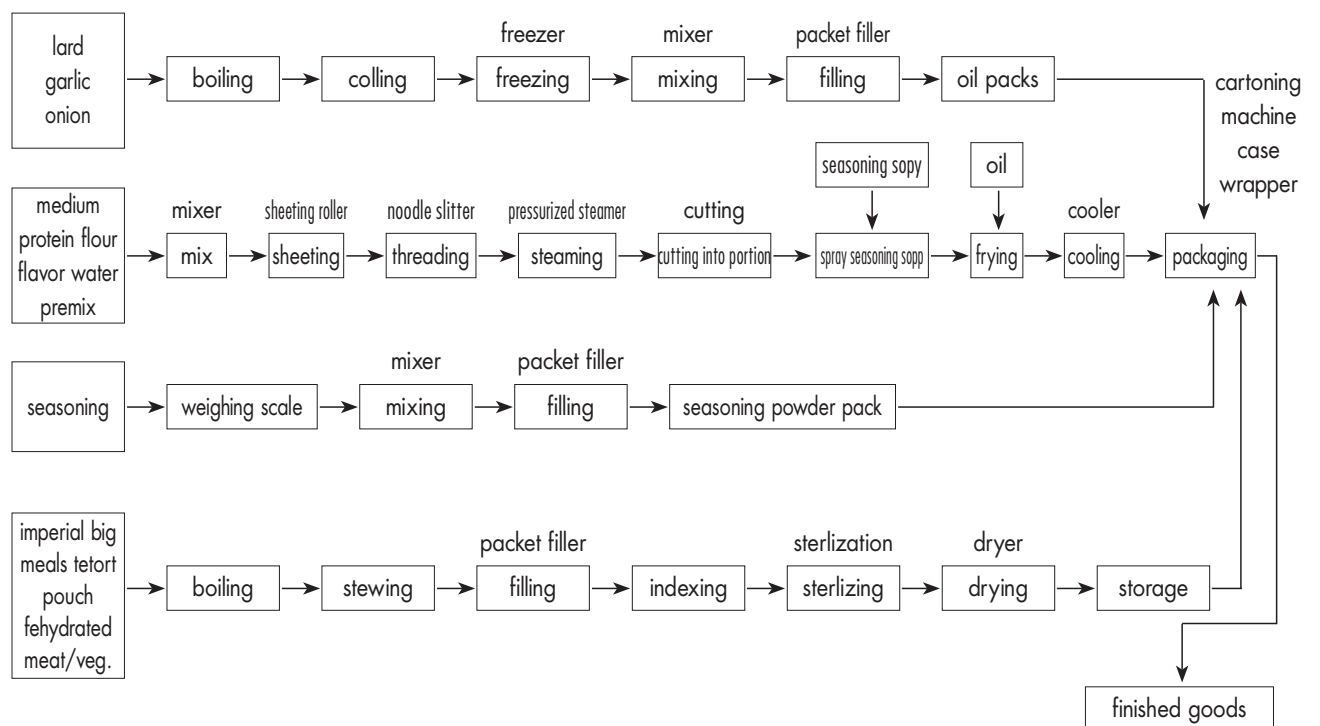 lard
garlic
onion
boiling
colling
freezer
freezing
mixer
mixing
packet filler
filling
oil packs
cartoning
machine
case
wrapper
medium
protein flour
flavor water
premix
mixer
mix
sheeting roller
sheeting
noodle slitter
threading
pressurized steamer
steaming
cutting
cutting into portion
seasoning sopy
spray seasoning sopp
oil
frying
cooler
cooling
packaging
seasoning
weighing scale
mixer
mixing
packet filler
filling
seasoning powder pack
imperial big
meals tetort
pouch
fehydrated
meat/veg.
boiling
stewing
packet filler
filling
indexing
sterlization
sterlizing
dryer
drying
storage
finished goods